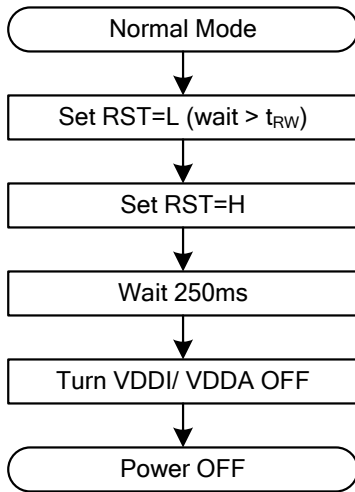 Normal Mode
Set RST=L (wait > tRW)
Set RST=H
Wait 250ms
Turn VDDI/ VDDA OFF
Power OFF